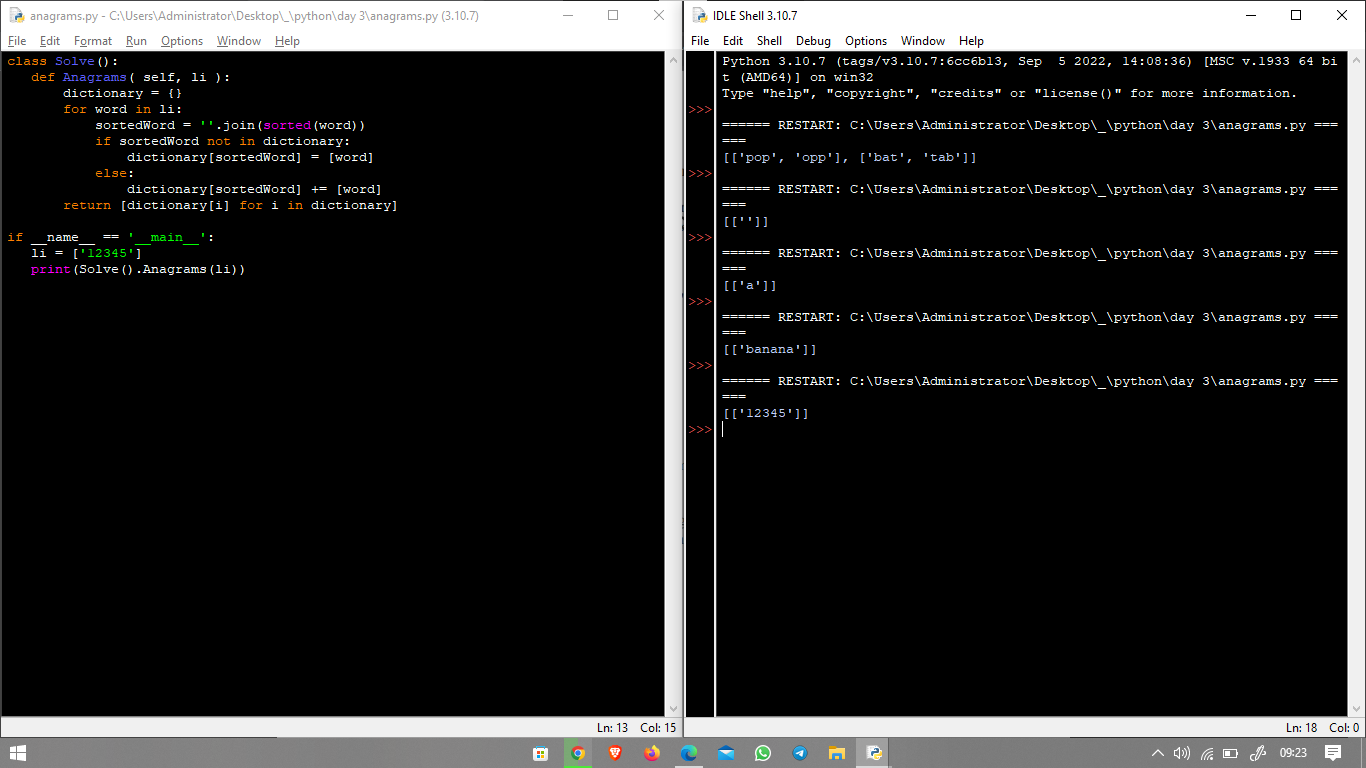 anagrams.py - C:\Users\Administrator\Desktop\_\python\day 3\anagrams.py (3.10.7)
File Edit Format Run Options Window Help
class Solve():
   def Anagrams( self, li ):
       dictionary = {}
       for word in li:
           sortedWord = ''.join(sorted(word))
           if sortedWord not in dictionary:
               dictionary[sortedWord] = [word]
           else:
               dictionary[sortedWord] += [word]
       return [dictionary[i] for i in dictionary]
if __name__ == '__main__':
   li = ['12345']
   print(Solve().Anagrams(li))
Ln: 13 Col: 15
IDLE Shell 3.10.7
File Edit Shell Debug Options Window Help
Python 3.10.7 (tags/v3.10.7:6cc6b13, Sep  5 2022, 14:08:36) [MSC v.1933 64 bi
t (AMD64)] on win32
Type "help", "copyright", "credits" or "license()" for more information.
>>>
====== RESTART: C:\Users\Administrator\Desktop\_\python\day 3\anagrams.py ===
===
[['pop', 'opp'], ['bat', 'tab']]
>>>
====== RESTART: C:\Users\Administrator\Desktop\_\python\day 3\anagrams.py ===
===
[['']]
>>>
====== RESTART: C:\Users\Administrator\Desktop\_\python\day 3\anagrams.py ===
===
[['a']]
>>>
====== RESTART: C:\Users\Administrator\Desktop\_\python\day 3\anagrams.py ===
===
[['banana']]
>>>
====== RESTART: C:\Users\Administrator\Desktop\_\python\day 3\anagrams.py ===
===
[['12345']]
>>>
Ln: 18 Col: 0
09:23